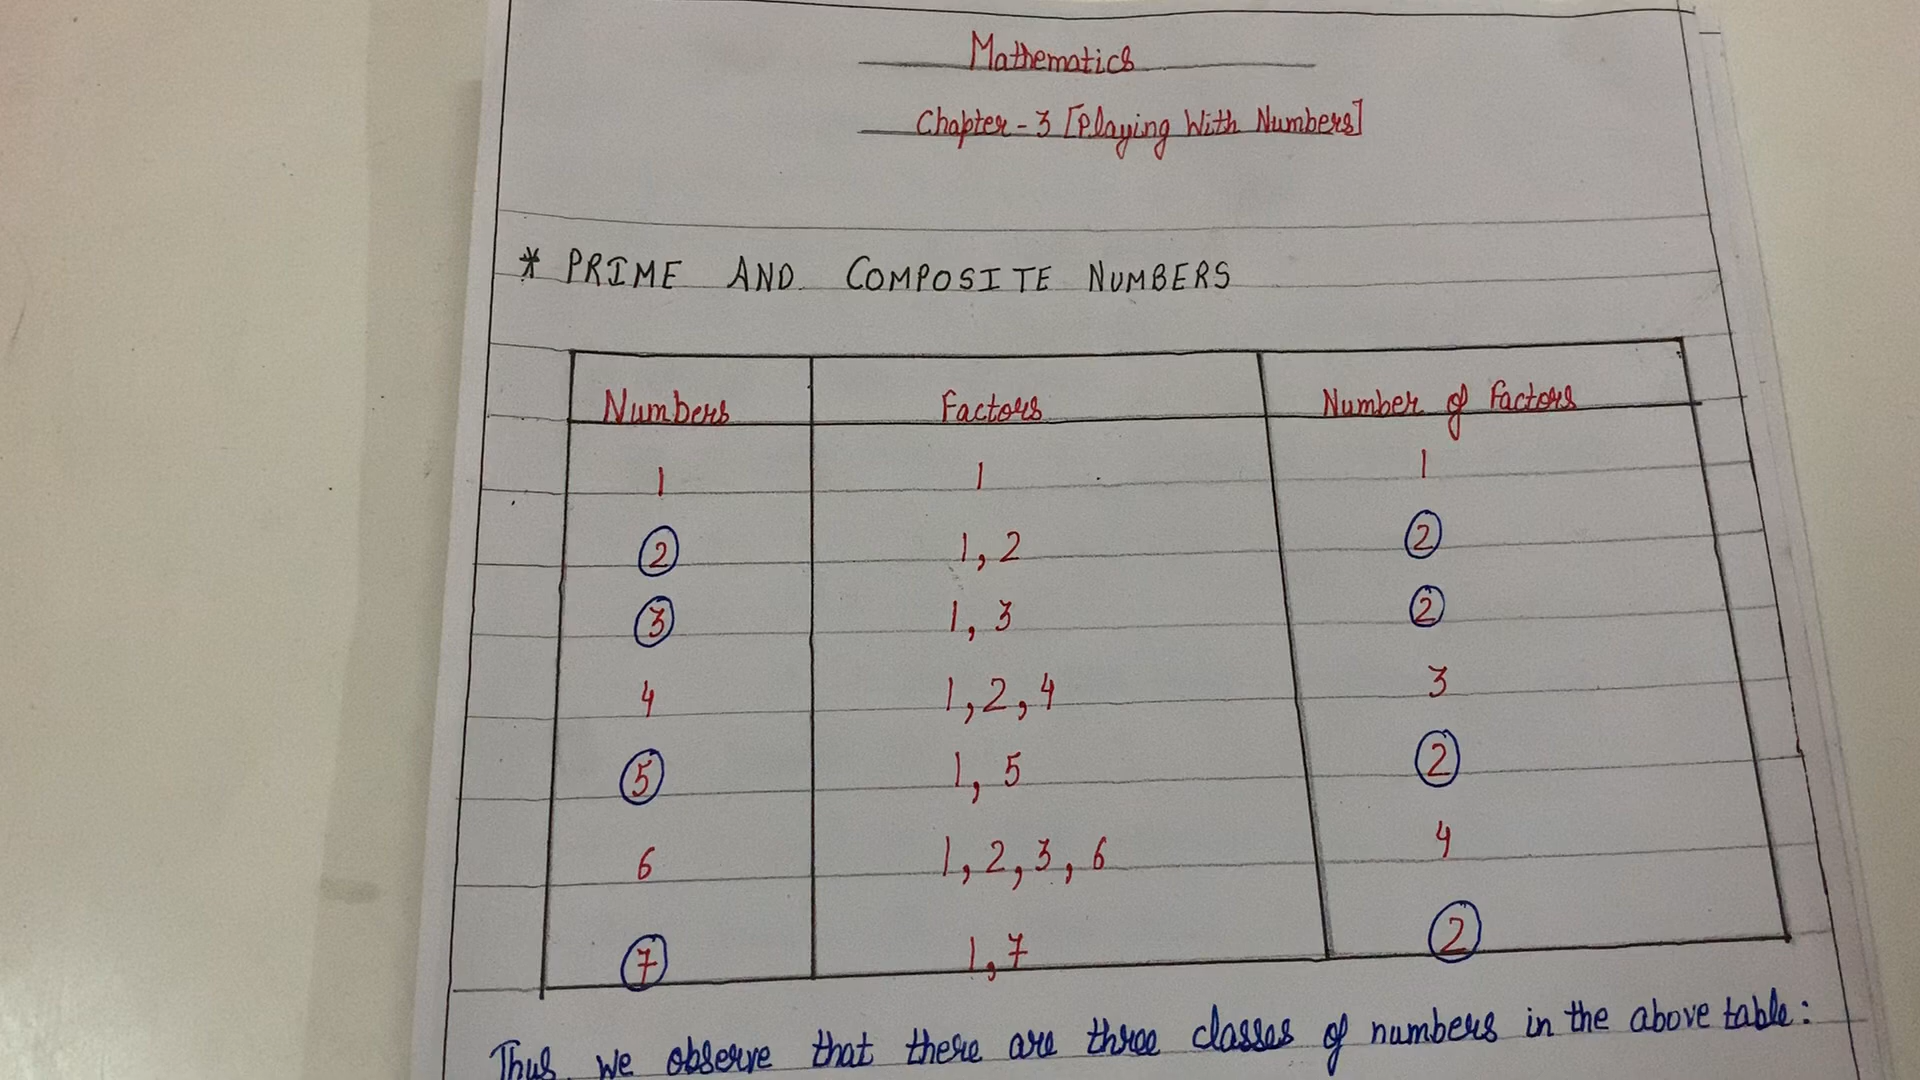 Mathematics
Chapter - 3 [Playing With Numbers]
* PRIME AND COMPOSITE NUMBERS
Numbers Factors Number of Factors
1 1 1
2 1, 2 2
3 1, 3 2
4 1, 2, 4 3
5 1, 5 2
6 1, 2, 3, 6 4
7 1, 7 2
Thus, we observe that there are three classes of numbers in the above table: